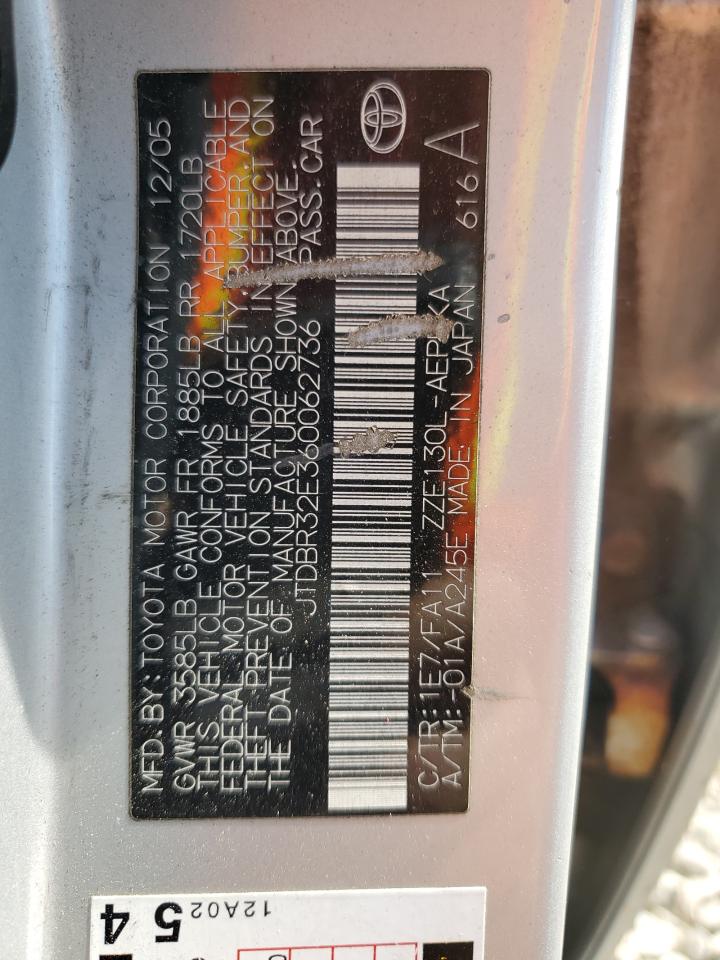 MFD. BY: TOYOTA MOTOR CORPORATION 12/05
GVWR 3585LB GAWR FR 1885LB RR 1720LB
THIS VEHICLE CONFORMS TO ALL APPLICABLE
FEDERAL MOTOR VEHICLE SAFETY, BUMPER, AND
THEFT PREVENTION STANDARDS IN EFFECT ON
THE DATE OF MANUFACTURE SHOWN ABOVE.
JTDBR32E360062736 PASS. CAR
C/TR: 1E7/FA11 ZZE130L-
A/TM: -01A/A245E MADE IN JAPAN 616 A
12A02
54